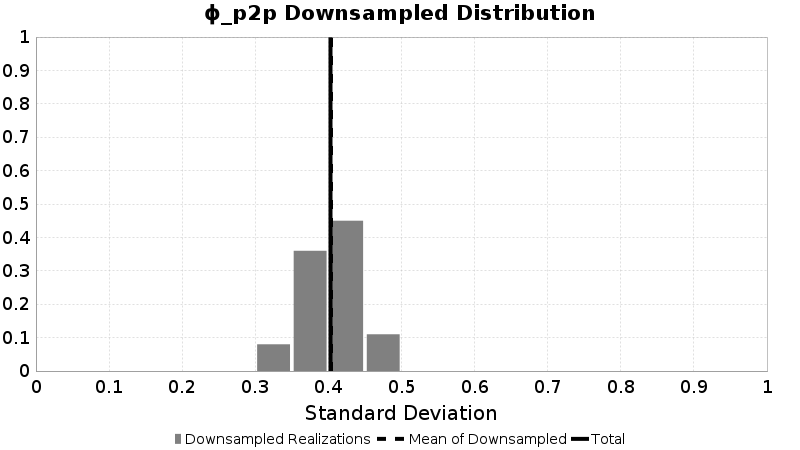 ϕ_p2p Downsampled Distribution
1
0.9
0.8
0.7
0.6
0.5
0.4
0.3
0.2
0.1
0
0 0.1 0.2 0.3 0.4 0.5 0.6 0.7 0.8 0.9 1
Standard Deviation
Downsampled Realizations Mean of Downsampled Total